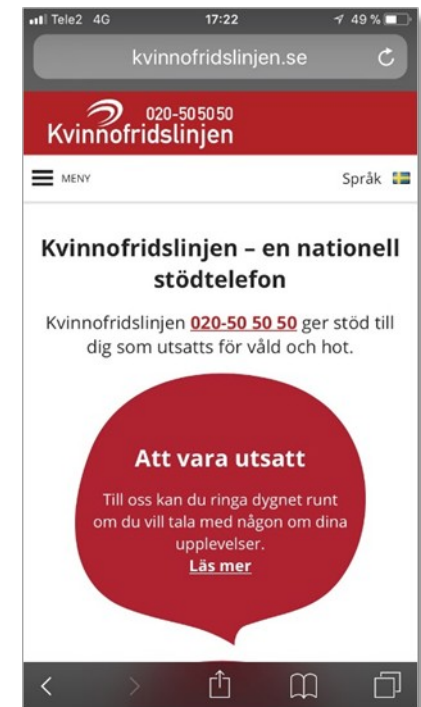 Tele2 4G 17:22 49 %
kvinnofridslinjen.se
020-50 50 50
Kvinnofridslinjen
MENY Språk
Kvinnofridslinjen – en nationell
stödtelefon
Kvinnofridslinjen 020-50 50 50 ger stöd till
dig som utsatts för våld och hot.
Att vara utsatt
Till oss kan du ringa dygnet runt
om du vill tala med någon om dina
upplevelser.
Läs mer